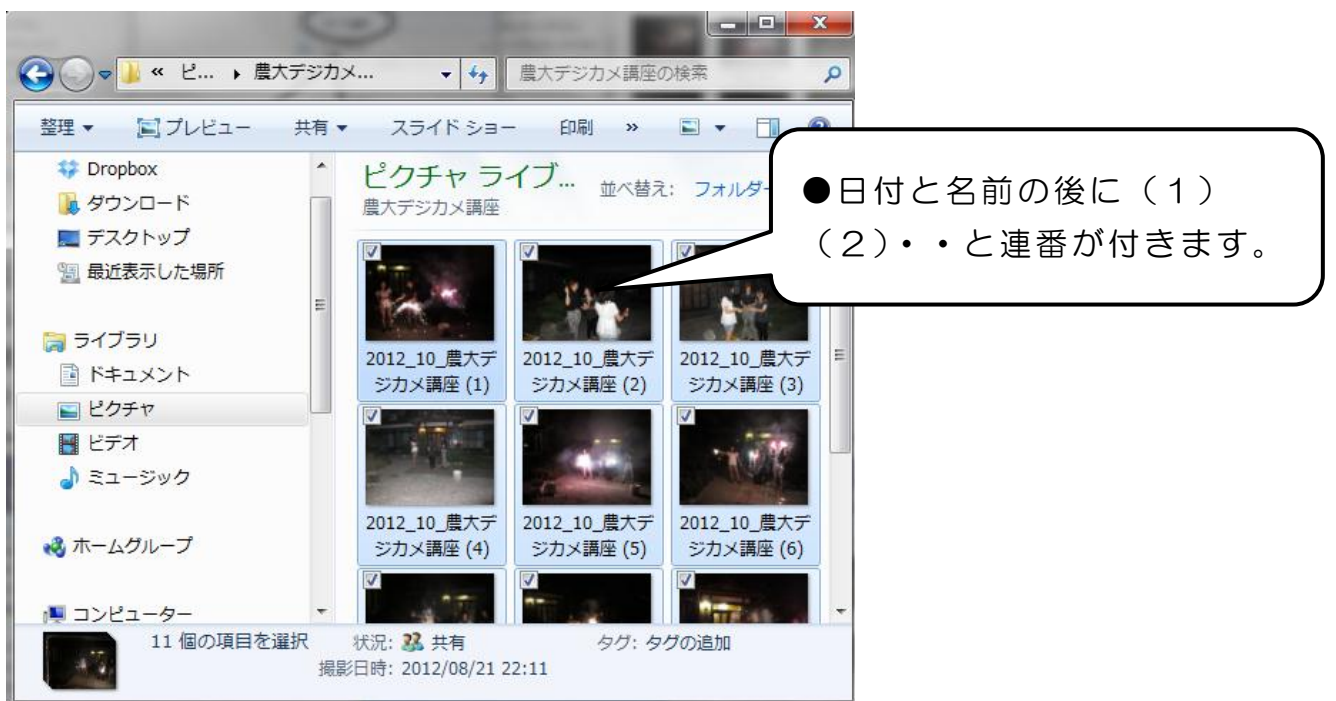 « ピ... ▸ 農大デジカメ...
農大デジカメ講座の検索
整理 ▼ プレビュー 共有 ▼ スライド ショー 印刷 »
Dropbox
ダウンロード
デスクトップ
最近表示した場所
ライブラリ
ドキュメント
ピクチャ
ビデオ
ミュージック
ホームグループ
コンピューター
ピクチャ ライブ...
農大デジカメ講座
並べ替え: フォルダー
●日付と名前の後に（１）
（２）・・と連番が付きます。
2012_10_農大デ
ジカメ講座 (1)
2012_10_農大デ
ジカメ講座 (2)
2012_10_農大デ
ジカメ講座 (3)
2012_10_農大デ
ジカメ講座 (4)
2012_10_農大デ
ジカメ講座 (5)
2012_10_農大デ
ジカメ講座 (6)
11 個の項目を選択 状況: 共有 タグ: タグの追加
撮影日時: 2012/08/21 22:11